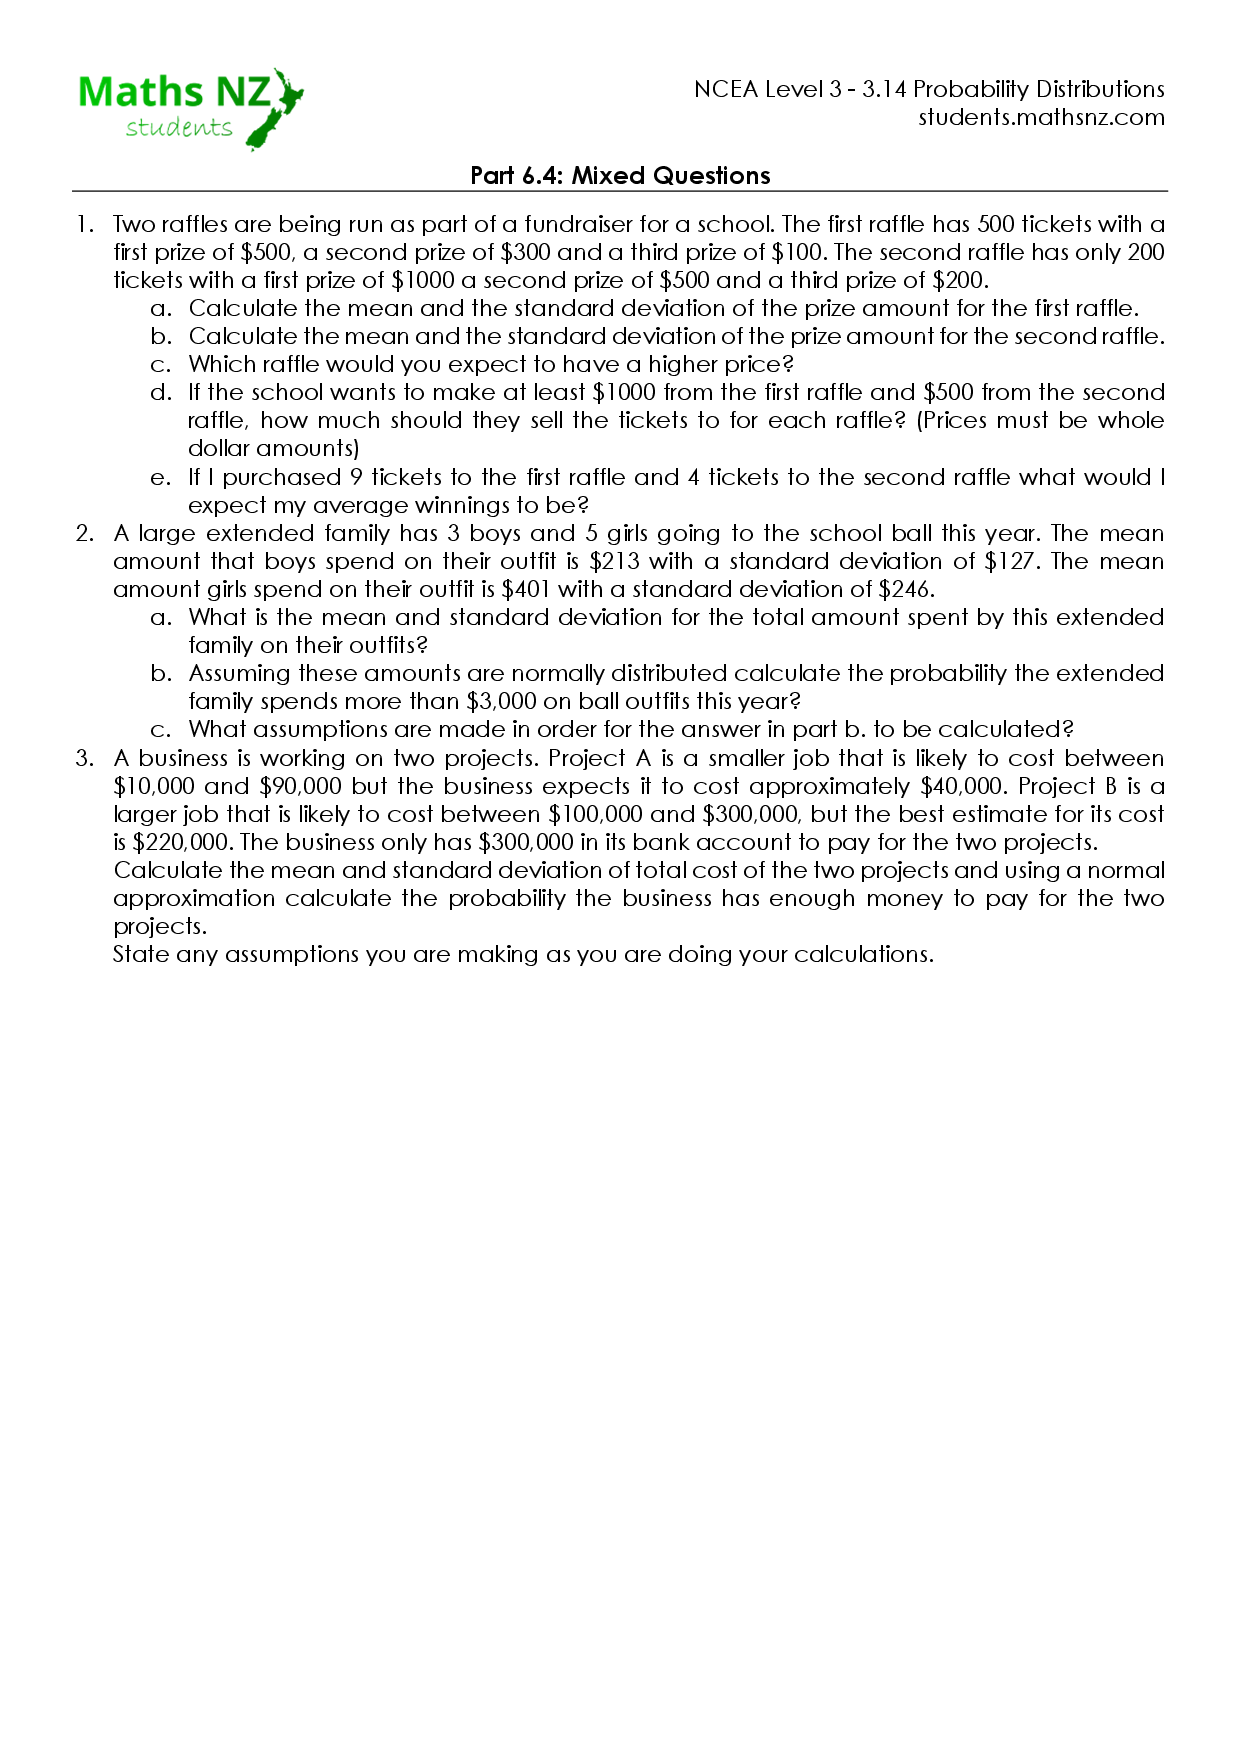 Maths NZ
students
NCEA Level 3 - 3.14 Probability Distributions
students.mathsnz.com
Part 6.4: Mixed Questions
1. Two raffles are being run as part of a fundraiser for a school. The first raffle has 500 tickets with a
first prize of $500, a second prize of $300 and a third prize of $100. The second raffle has only 200
tickets with a first prize of $1000 a second prize of $500 and a third prize of $200.
a. Calculate the mean and the standard deviation of the prize amount for the first raffle.
b. Calculate the mean and the standard deviation of the prize amount for the second raffle.
c. Which raffle would you expect to have a higher price?
d. If the school wants to make at least $1000 from the first raffle and $500 from the second
raffle, how much should they sell the tickets to for each raffle? (Prices must be whole
dollar amounts)
e. If I purchased 9 tickets to the first raffle and 4 tickets to the second raffle what would I
expect my average winnings to be?
2. A large extended family has 3 boys and 5 girls going to the school ball this year. The mean
amount that boys spend on their outfit is $213 with a standard deviation of $127. The mean
amount girls spend on their outfit is $401 with a standard deviation of $246.
a. What is the mean and standard deviation for the total amount spent by this extended
family on their outfits?
b. Assuming these amounts are normally distributed calculate the probability the extended
family spends more than $3,000 on ball outfits this year?
c. What assumptions are made in order for the answer in part b. to be calculated?
3. A business is working on two projects. Project A is a smaller job that is likely to cost between
$10,000 and $90,000 but the business expects it to cost approximately $40,000. Project B is a
larger job that is likely to cost between $100,000 and $300,000, but the best estimate for its cost
is $220,000. The business only has $300,000 in its bank account to pay for the two projects.
Calculate the mean and standard deviation of total cost of the two projects and using a normal
approximation calculate the probability the business has enough money to pay for the two
projects.
State any assumptions you are making as you are doing your calculations.